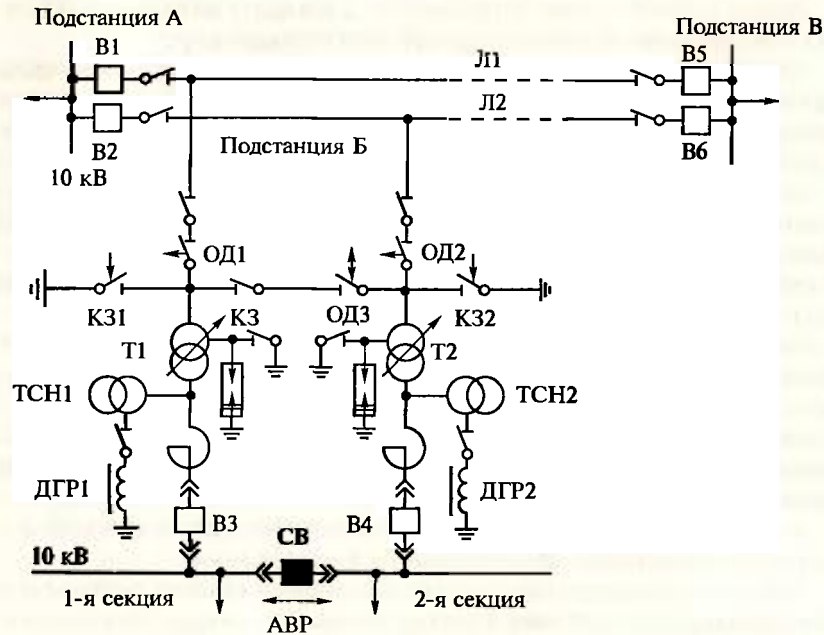 Подстанция А
Подстанция В
В1
В5
Л1
Л2
В2
В6
Подстанция Б
10 кВ
ОД1
ОД2
КЗ1
КЗ
ОД3
КЗ2
Т1
Т2
ТСН1
ТСН2
ДГР1
ДГР2
В3
В4
СВ
10 кВ
1-я секция
2-я секция
АВР